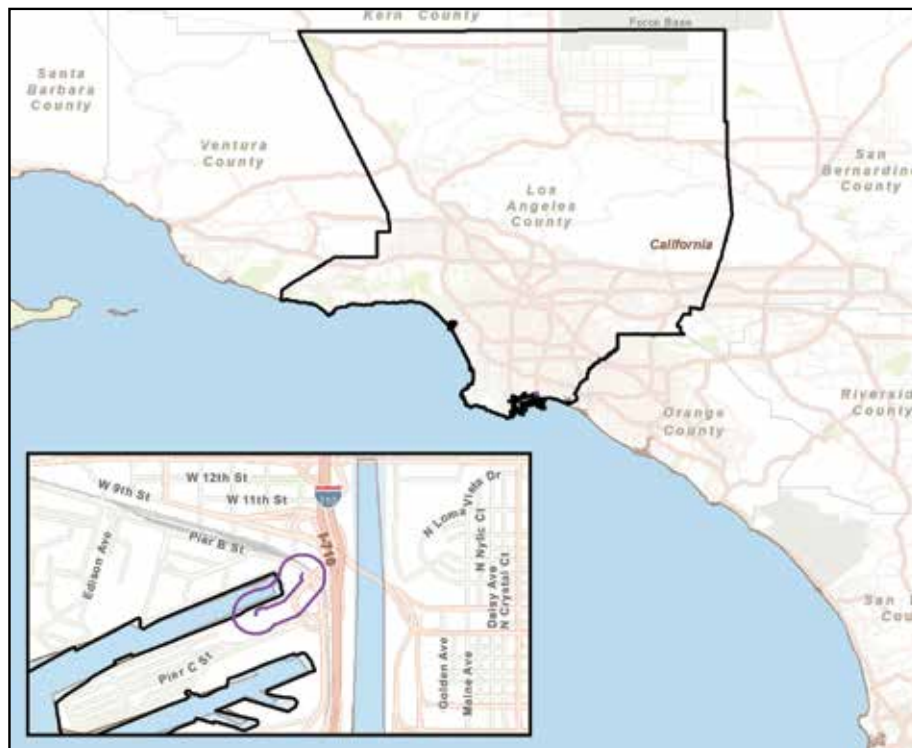 Kern County
Force Base
Santa
Barbara
County
Ventura
County
Los
Angeles
County
San
Bernardino
County
California
Orange
County
Riverside
County
W 12th St
W 9th St
W 11th St
Pier B St
Edison Ave
I-710
N Loma Vista Dr
N Nylic Ct
Daisy Ave
N Crystal Ct
Pier C St
Golden Ave
Maine Ave